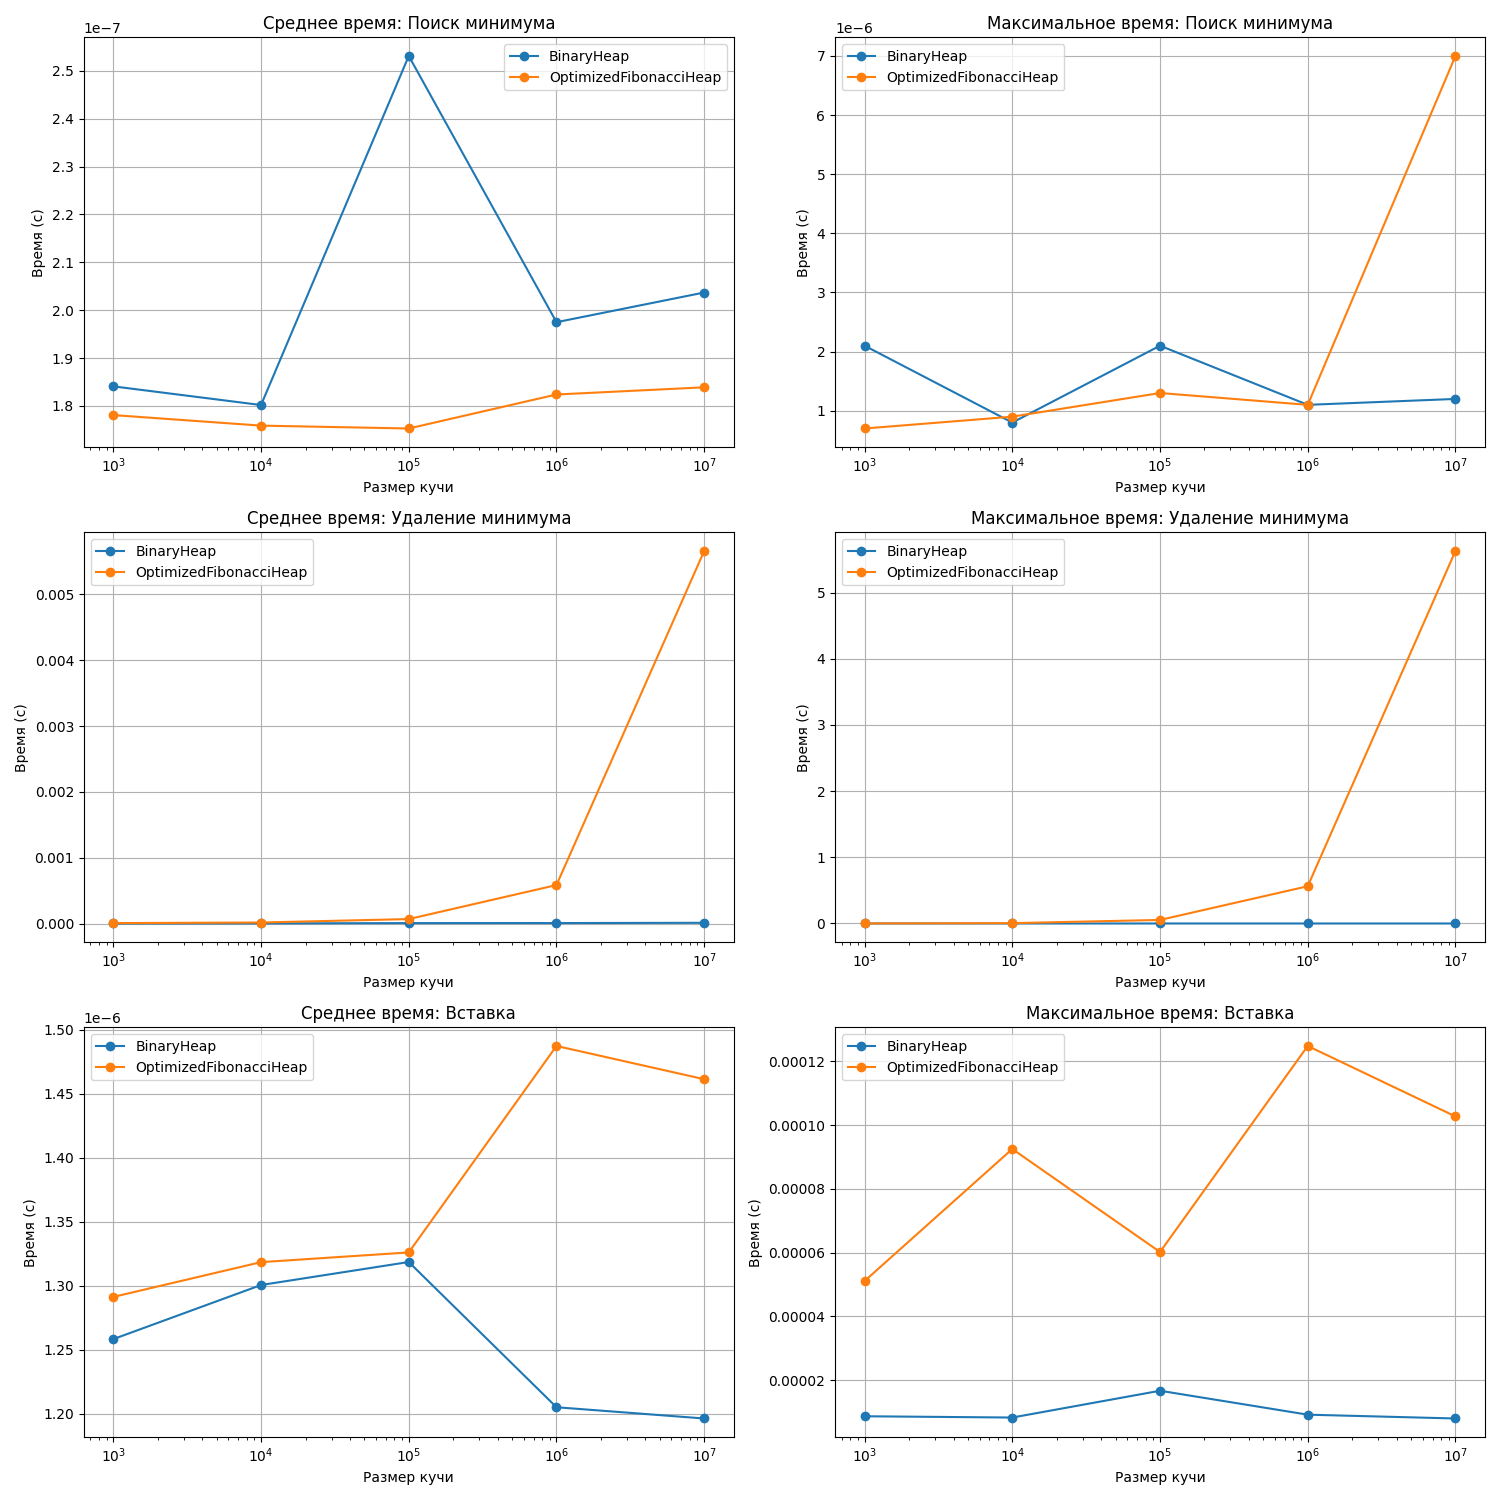 Среднее время: Поиск минимума
1e−7
BinaryHeap
OptimizedFibonacciHeap
2.5
2.4
2.3
2.2
2.1
2.0
1.9
1.8
Время (с)
10³ 10⁴ 10⁵ 10⁶ 10⁷
Размер кучи
Максимальное время: Поиск минимума
1e−6
BinaryHeap
OptimizedFibonacciHeap
7
6
5
4
3
2
1
Время (с)
10³ 10⁴ 10⁵ 10⁶ 10⁷
Размер кучи
Среднее время: Удаление минимума
BinaryHeap
OptimizedFibonacciHeap
0.005
0.004
0.003
0.002
0.001
0.000
Время (с)
10³ 10⁴ 10⁵ 10⁶ 10⁷
Размер кучи
Максимальное время: Удаление минимума
BinaryHeap
OptimizedFibonacciHeap
5
4
3
2
1
0
Время (с)
10³ 10⁴ 10⁵ 10⁶ 10⁷
Размер кучи
Среднее время: Вставка
1e−6
BinaryHeap
OptimizedFibonacciHeap
1.50
1.45
1.40
1.35
1.30
1.25
1.20
Время (с)
10³ 10⁴ 10⁵ 10⁶ 10⁷
Размер кучи
Максимальное время: Вставка
BinaryHeap
OptimizedFibonacciHeap
0.00012
0.00010
0.00008
0.00006
0.00004
0.00002
Время (с)
10³ 10⁴ 10⁵ 10⁶ 10⁷
Размер кучи